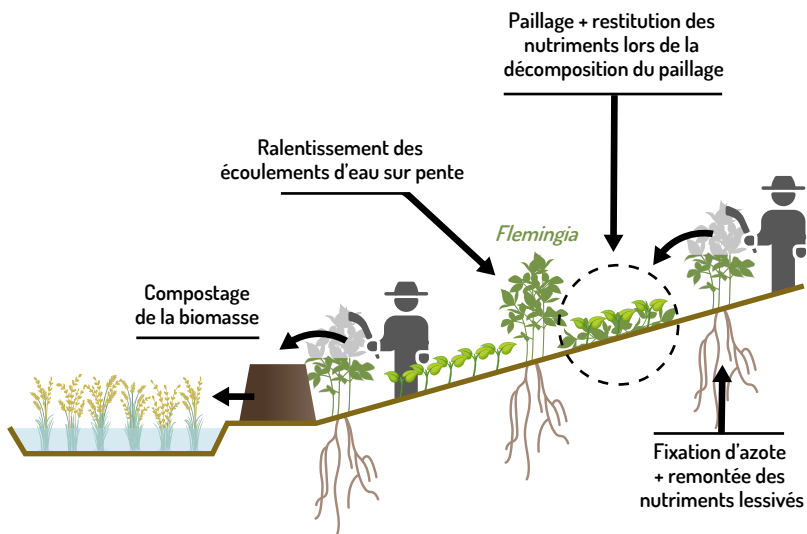 Paillage + restitution des
nutriments lors de la
décomposition du paillage
Ralentissement des
écoulements d'eau sur pente
Flemingia
Compostage
de la biomasse
Fixation d'azote
+ remontée des
nutriments lessivés